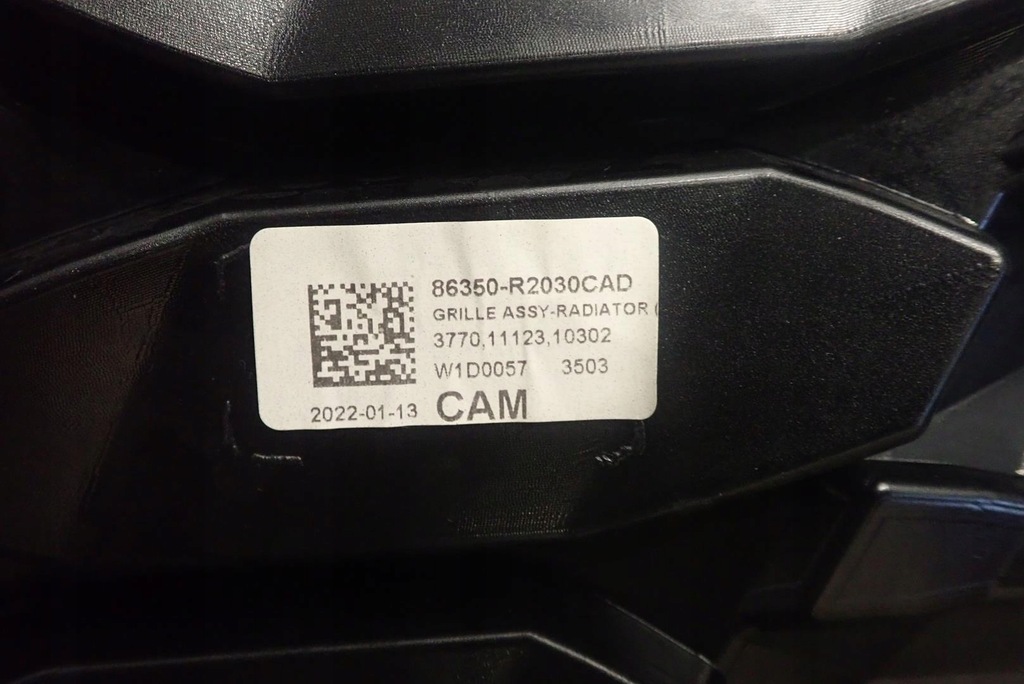 86350-R2030CAD
GRILLE ASSY-RADIATOR (
3770,11123,10302
W1D0057 3503
2022-01-13 CAM